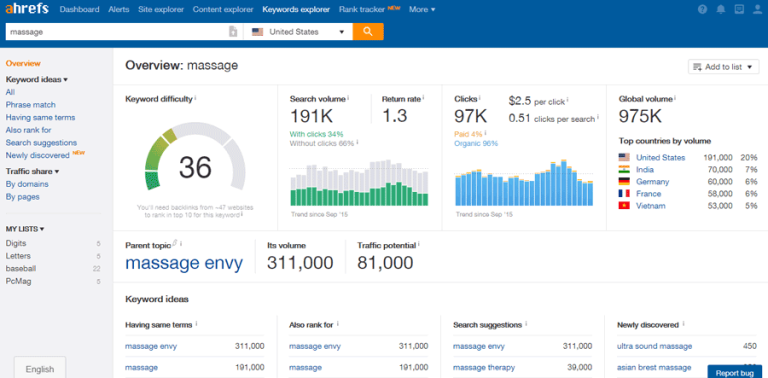 ahrefs Dashboard Alerts Site explorer Content explorer Keywords explorer Rank tracker NEW More
massage United States
Overview
Keyword ideas
All
Phrase match
Having same terms
Also rank for
Search suggestions
Newly discovered NEW
Traffic share
By domains
By pages
MY LISTS
Digits 5
Letters 5
baseball 22
PcMag 5
English
Overview: massage
Add to list
Keyword difficulty
36
You'll need backlinks from ~47 websites
to rank in top 10 for this keyword
Search volume
191K
Return rate
1.3
With clicks 34%
Without clicks 66%
Trend since Sep '15
Clicks
97K
$2.5 per click
0.51 clicks per search
Paid 4%
Organic 96%
Trend since Sep '15
Global volume
975K
Top countries by volume
United States 191,000 20%
India 70,000 7%
Germany 60,000 6%
France 58,000 6%
Vietnam 53,000 5%
Parent topic
massage envy
Its volume
311,000
Traffic potential
81,000
Keyword ideas
Having same terms
massage envy 311,000
massage 191,000
Also rank for
massage envy 311,000
massage 191,000
Search suggestions
massage envy 311,000
massage therapy 39,000
Newly discovered
ultra sound massage 450
asian brest massage
Report bug